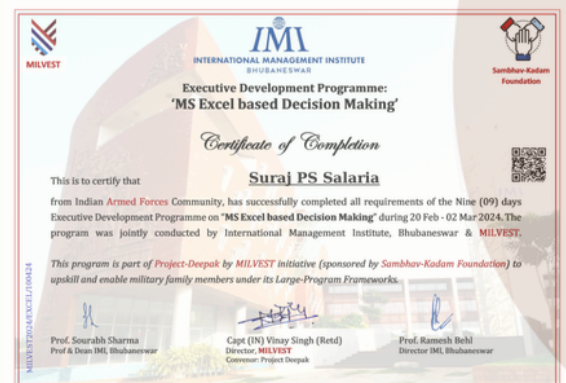 MILVEST
IMI
INTERNATIONAL MANAGEMENT INSTITUTE
BHUBANESWAR
Sambhav-Kadam
Foundation
Executive Development Programme:
'MS Excel based Decision Making'
Certificate of Completion
This is to certify that
Suraj PS Salaria
from Indian Armed Forces Community, has successfully completed all requirements of the Nine (09) days
Executive Development Programme on "MS Excel based Decision Making" during 20 Feb - 02 Mar 2024. The
program was jointly conducted by International Management Institute, Bhubaneswar & MILVEST.
This program is part of Project-Deepak by MILVEST initiative (sponsored by Sambhav-Kadam Foundation) to
upskill and enable military family members under its Large-Program Frameworks.
Prof. Sourabh Sharma
Prof & Dean IMI, Bhubaneswar
Capt (IN) Vinay Singh (Retd)
Director, MILVEST
Convenor: Project Deepak
Prof. Ramesh Behl
Director IMI, Bhubaneswar
MILVEST2024/EXCEL/100424